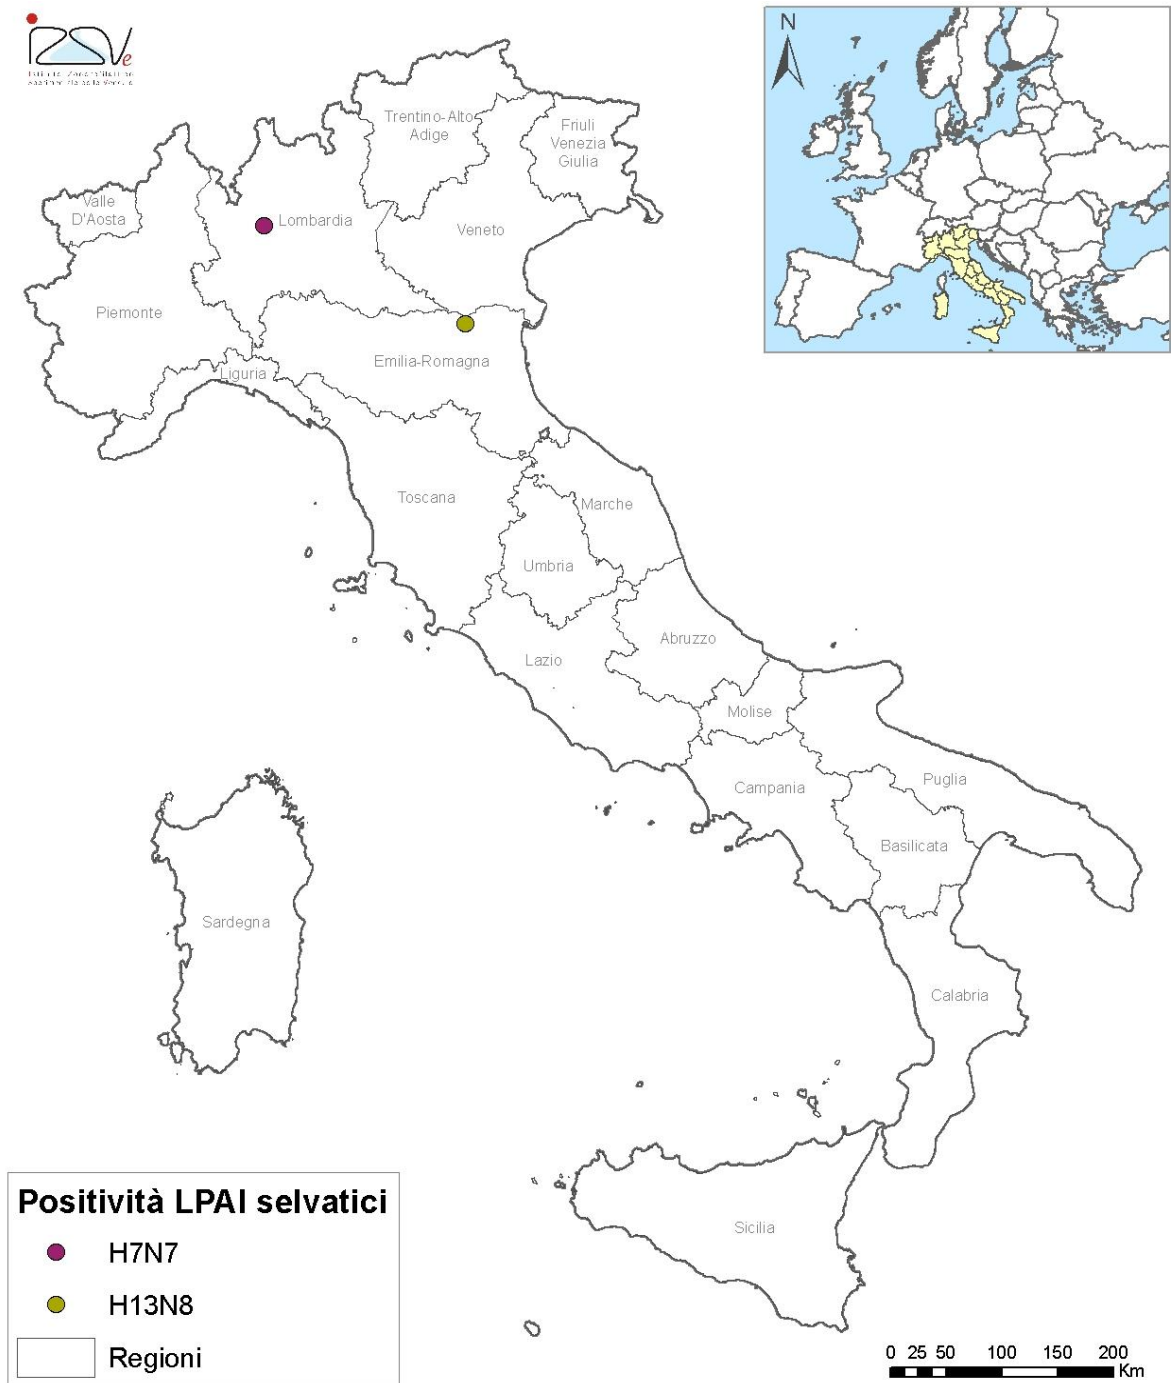 IZSVe
N
Trentino-Alto
Adige
Friuli
Venezia
Giulia
Valle
D'Aosta
Lombardia
Veneto
Piemonte
Emilia-Romagna
Liguria
Toscana
Marche
Umbria
Abruzzo
Lazio
Molise
Campania
Puglia
Basilicata
Sardegna
Calabria
Sicilia
Positività LPAI selvatici
H7N7
H13N8
Regioni
0 25 50 100 150 200
Km